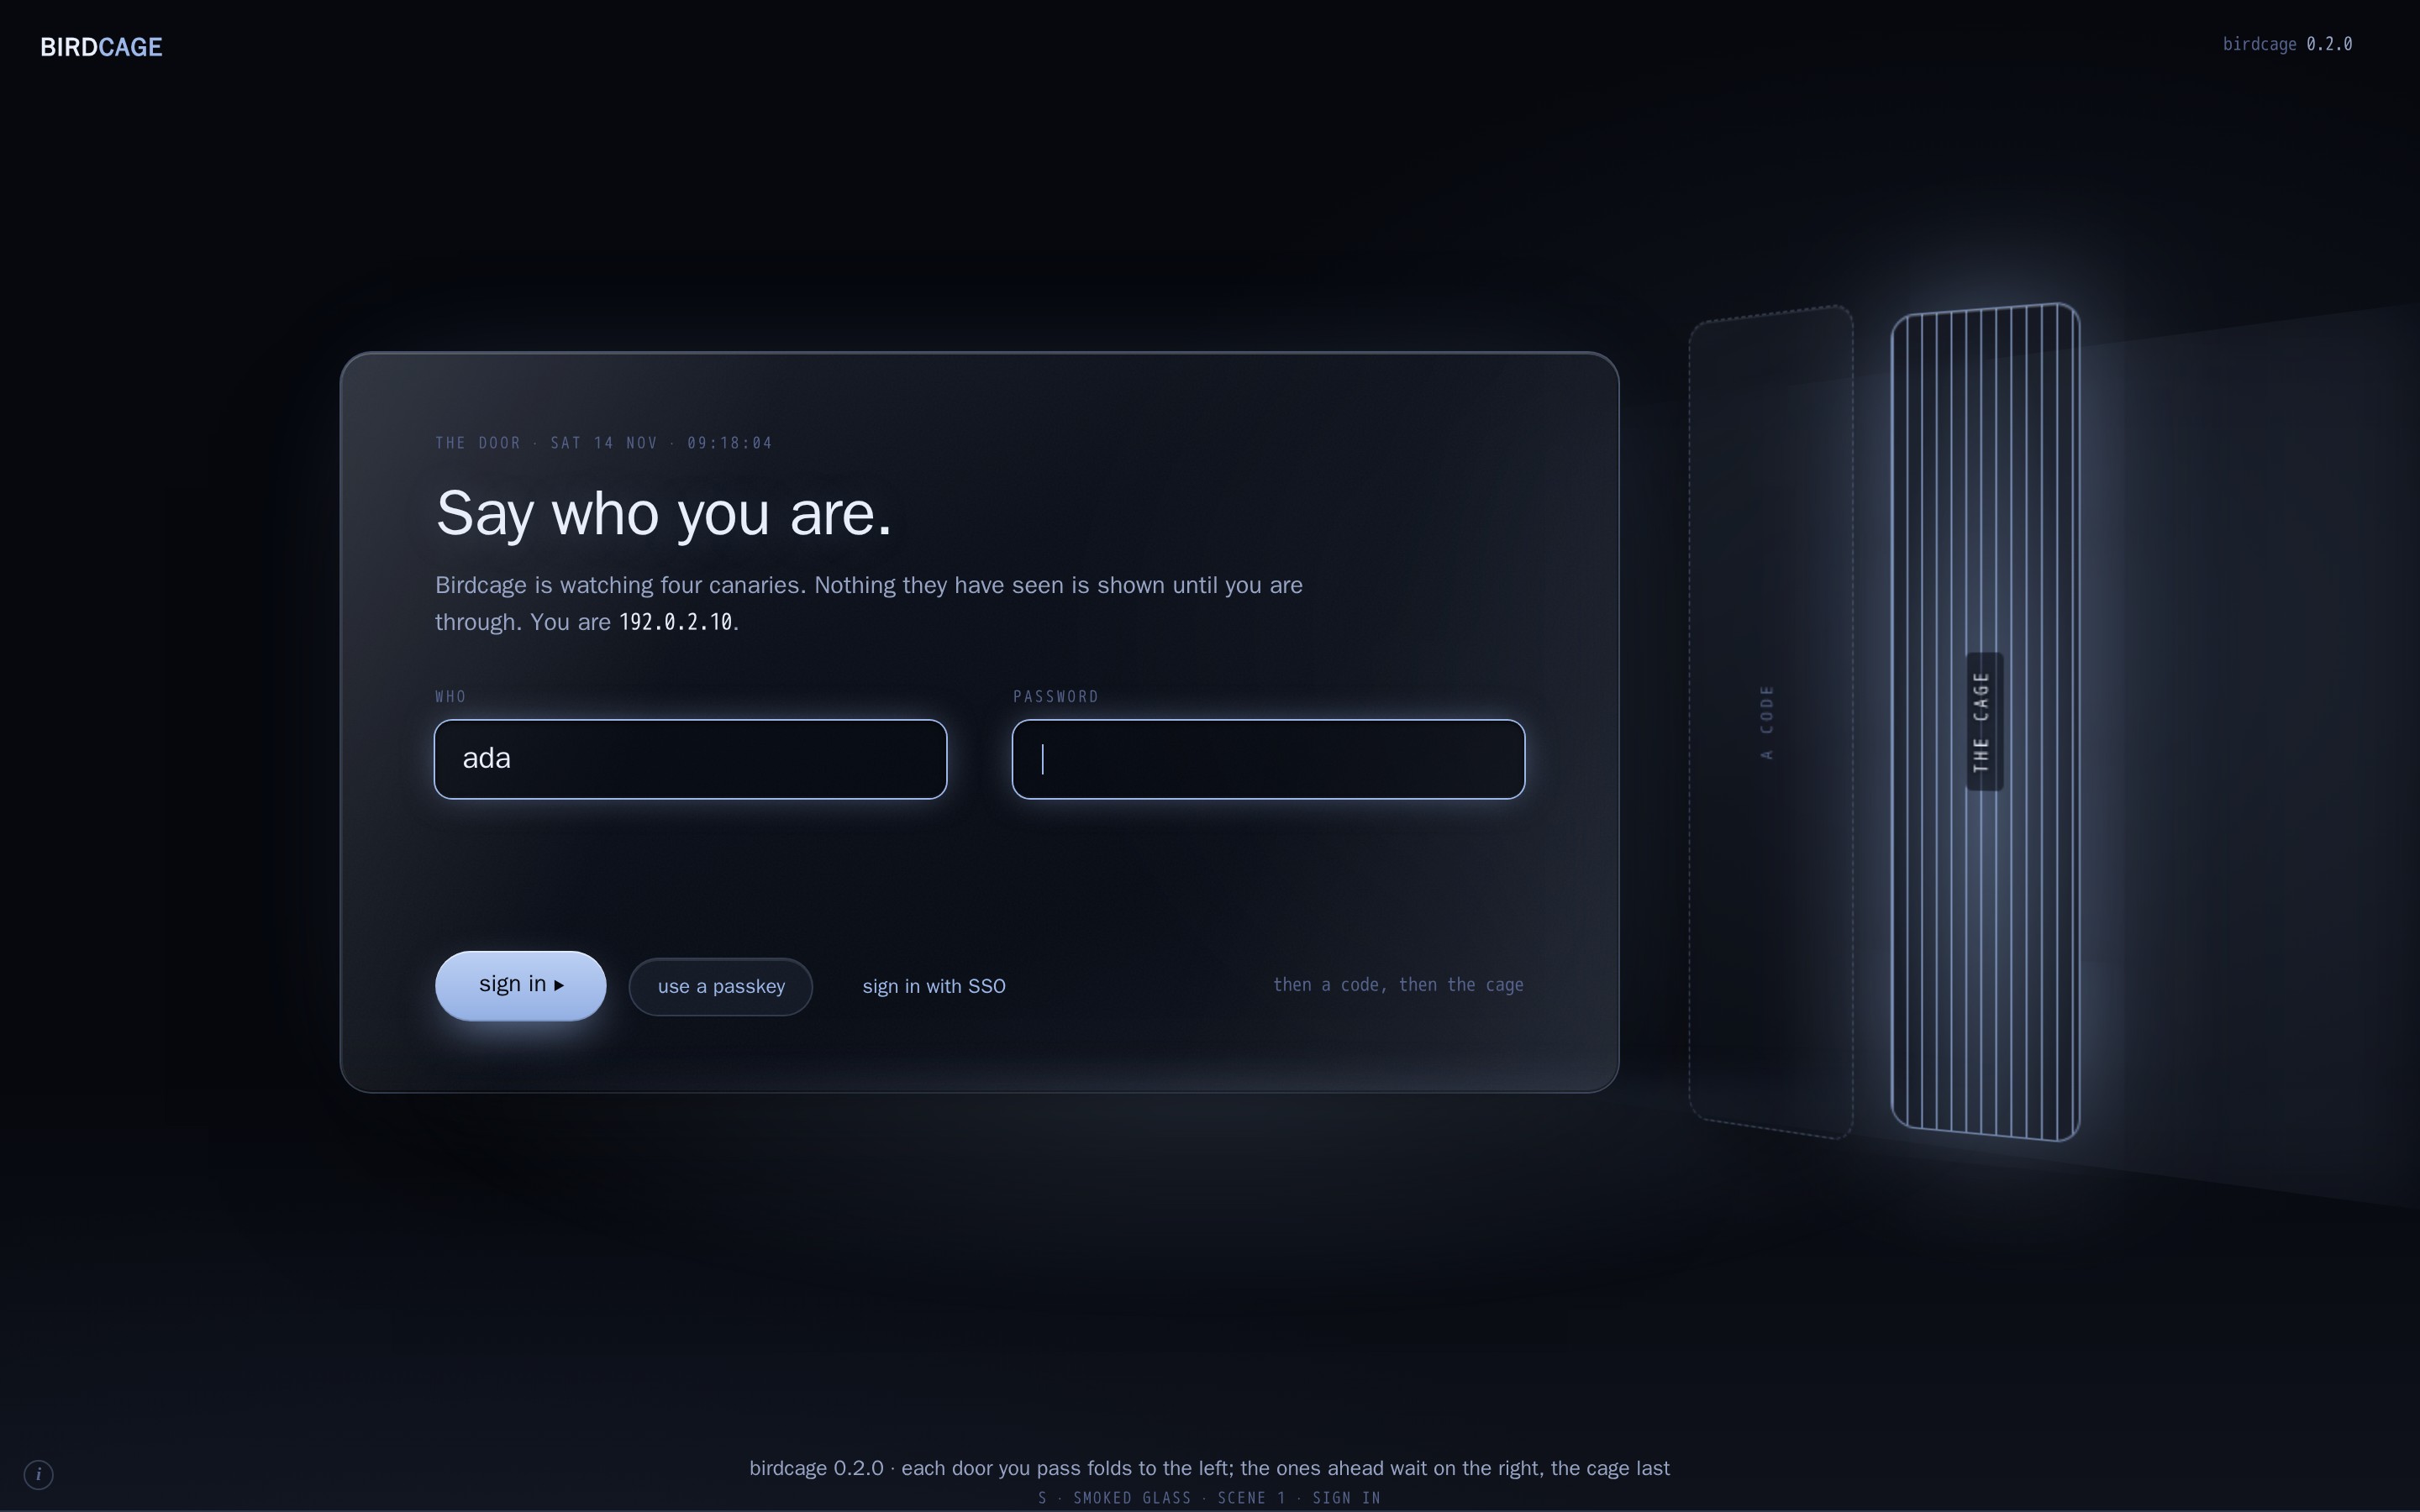 BIRDCAGE
birdcage 0.2.0
THE DOOR · SAT 14 NOV · 09:18:04
Say who you are.
Birdcage is watching four canaries. Nothing they have seen is shown until you are
through. You are 192.0.2.10.
WHO
PASSWORD
ada
sign in ▸
use a passkey
sign in with SSO
then a code, then the cage
A CODE
THE CAGE
i
birdcage 0.2.0 · each door you pass folds to the left; the ones ahead wait on the right, the cage last
S · SMOKED GLASS · SCENE 1 · SIGN IN